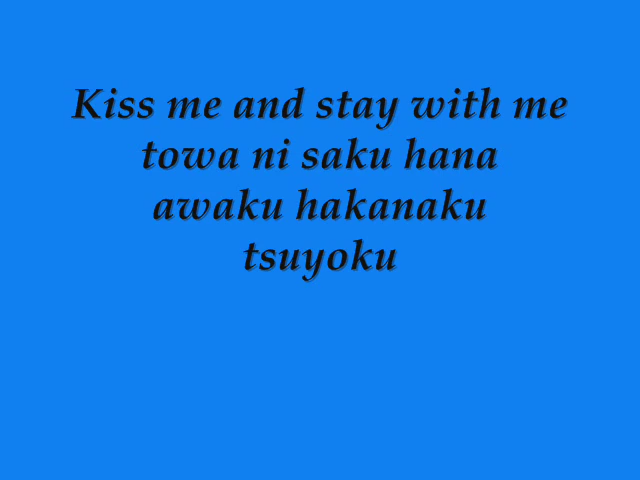 Kiss me and stay with me
towa ni saku hana
awaku hakanaku
tsuyoku